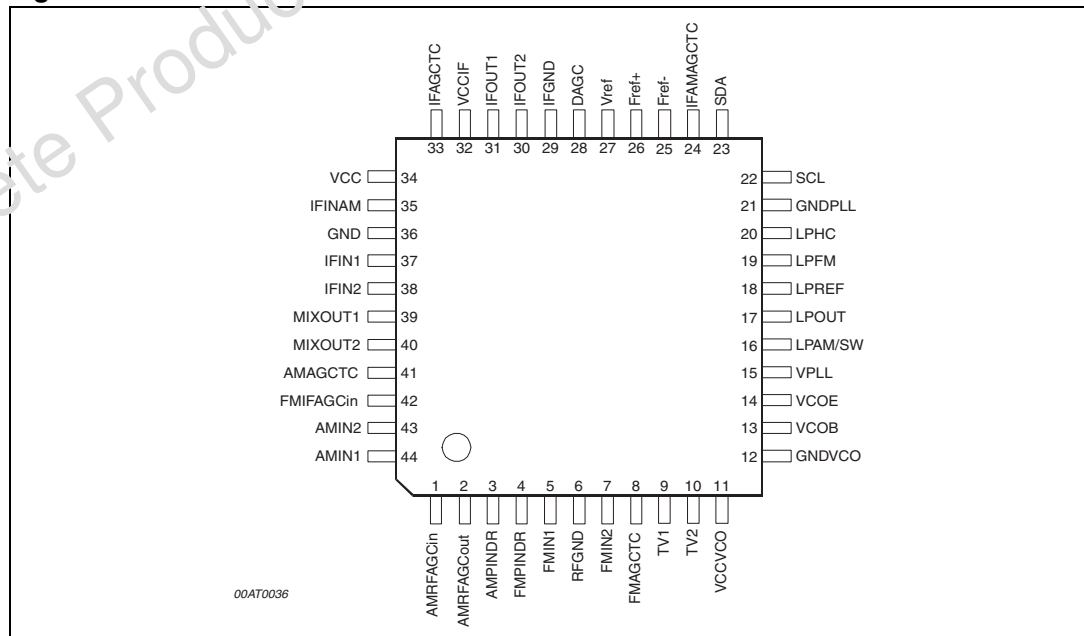 ete Produc
IFAGCTC
VCCIF
IFOUT1
IFOUT2
IFGND
DAGC
Vref
Fref+
Fref-
IFAMAGCTC
SDA
33 32 31 30 29 28 27 26 25 24 23
VCC 34
IFINAM 35
GND 36
IFIN1 37
IFIN2 38
MIXOUT1 39
MIXOUT2 40
AMAGCTC 41
FMIFAGCin 42
AMIN2 43
AMIN1 44
22 SCL
21 GNDPLL
20 LPHC
19 LPFM
18 LPREF
17 LPOUT
16 LPAM/SW
15 VPLL
14 VCOE
13 VCOB
12 GNDVCO
1 2 3 4 5 6 7 8 9 10 11
AMRFAGCin
AMRFAGCout
AMPINDR
FMPINDR
FMIN1
RFGND
FMIN2
FMAGCTC
TV1
TV2
VCCVCO
00AT0036